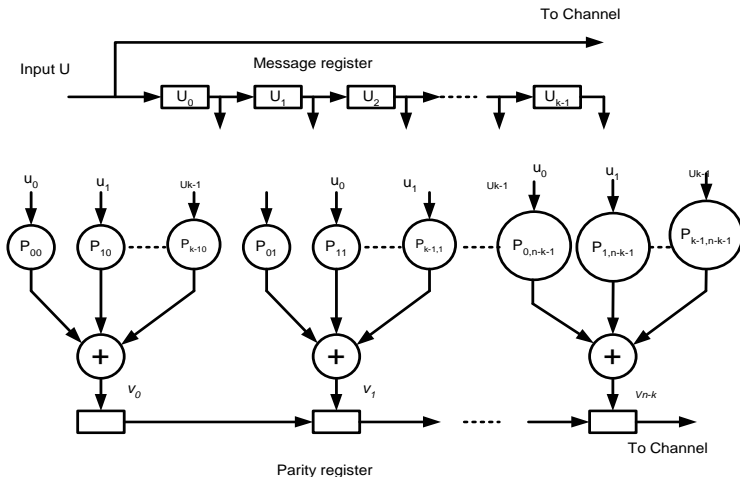 To Channel
Input U
Message register
U0 U1 U2 Uk-1
u0 u1 Uk-1 u0 u1 Uk-1 u0 u1 Uk-1
P00 P10 Pk-10 P01 P11 Pk-1,1 P0,n-k-1 P1,n-k-1 Pk-1,n-k-1
+ + +
v0 v1 Vn-k
To Channel
Parity register